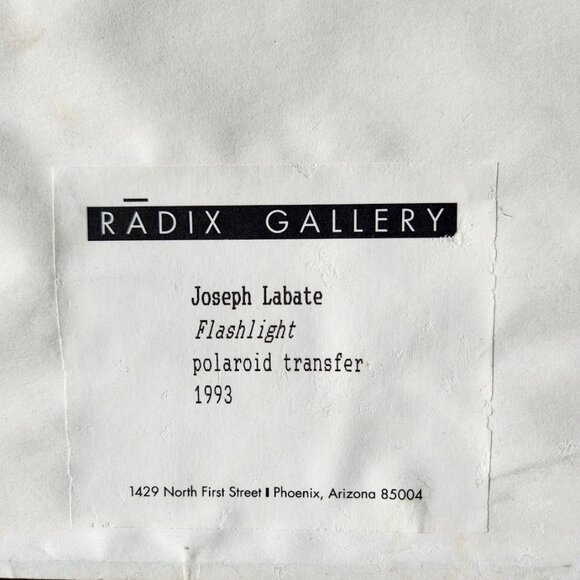 RĀDIX GALLERY
Joseph Labate
Flashlight
polaroid transfer
1993
1429 North First Street | Phoenix, Arizona 85004